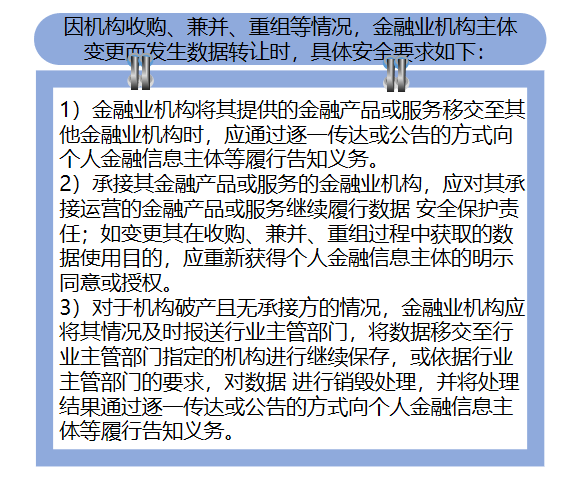 因机构收购、兼并、重组等情况，金融业机构主体
变更而发生数据转让时，具体安全要求如下：
1）金融业机构将其提供的金融产品或服务移交至其
他金融业机构时，应通过逐一传达或公告的方式向
个人金融信息主体等履行告知义务。
2）承接其金融产品或服务的金融业机构，应对其承
接运营的金融产品或服务继续履行数据 安全保护责
任；如变更其在收购、兼并、重组过程中获取的数
据使用目的，应重新获得个人金融信息主体的明示
同意或授权。
3）对于机构破产且无承接方的情况，金融业机构应
将其情况及时报送行业主管部门，将数据移交至行
业主管部门指定的机构进行继续保存，或依据行业
主管部门的要求，对数据 进行销毁处理，并将处理
结果通过逐一传达或公告的方式向个人金融信息主
体等履行告知义务。